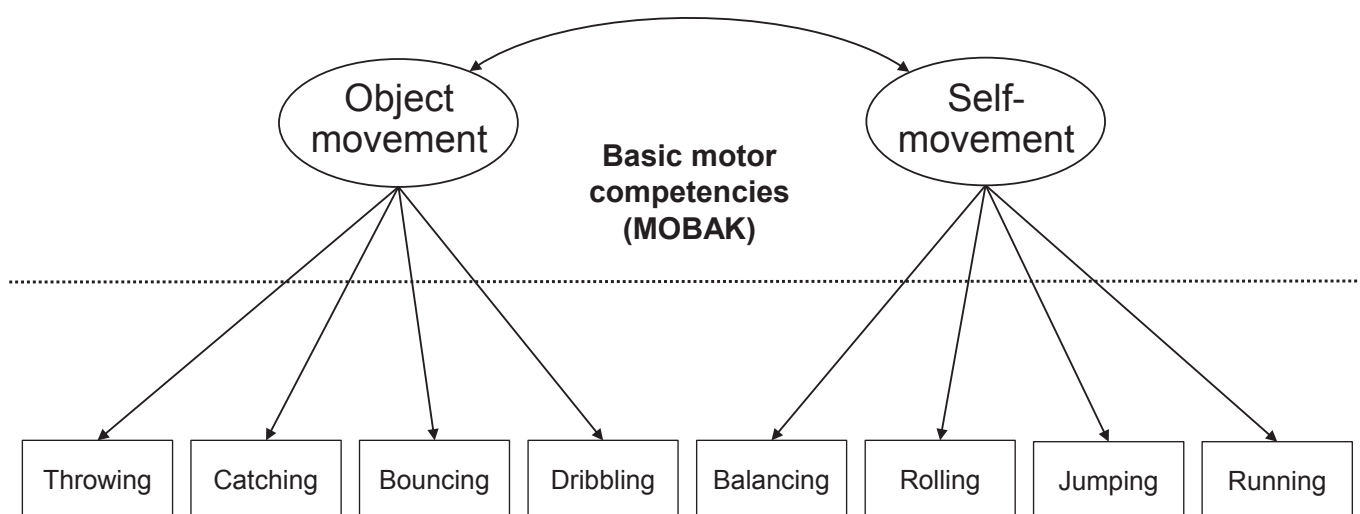 Object
movement
Self-
movement
Basic motor
competencies
(MOBAK)
Throwing
Catching
Bouncing
Dribbling
Balancing
Rolling
Jumping
Running